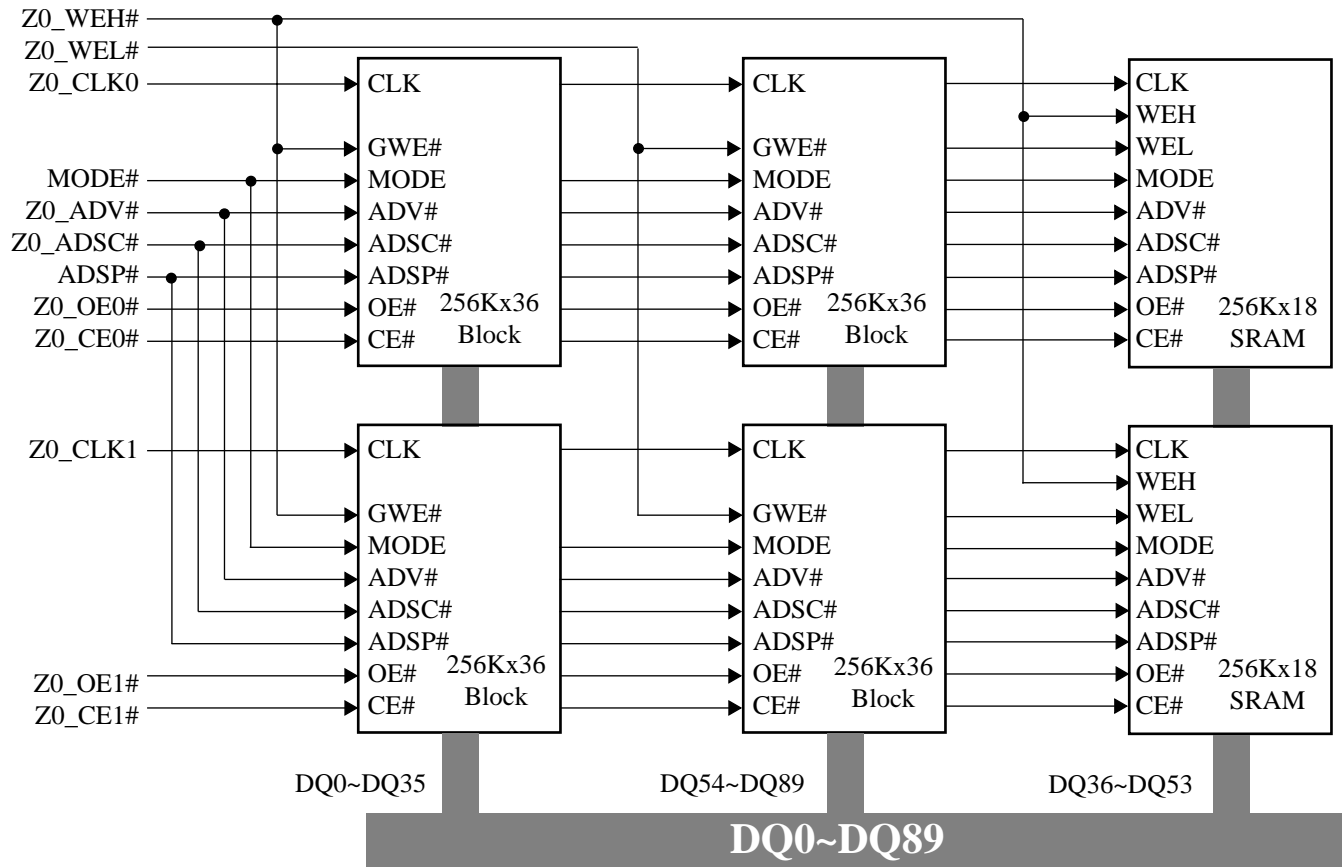 Z0_WEH#
Z0_WEL#
Z0_CLK0
MODE#
Z0_ADV#
Z0_ADSC#
ADSP#
Z0_OE0#
Z0_CE0#
CLK
GWE#
MODE
ADV#
ADSC#
ADSP#
OE#
CE#
256Kx36
Block
CLK
GWE#
MODE
ADV#
ADSC#
ADSP#
OE#
CE#
256Kx36
Block
CLK
WEH
WEL
MODE
ADV#
ADSC#
ADSP#
OE#
CE#
256Kx18
SRAM
Z0_CLK1
Z0_OE1#
Z0_CE1#
CLK
GWE#
MODE
ADV#
ADSC#
ADSP#
OE#
CE#
256Kx36
Block
CLK
GWE#
MODE
ADV#
ADSC#
ADSP#
OE#
CE#
256Kx36
Block
CLK
WEH
WEL
MODE
ADV#
ADSC#
ADSP#
OE#
CE#
256Kx18
SRAM
DQ0~DQ35
DQ54~DQ89
DQ36~DQ53
DQ0~DQ89